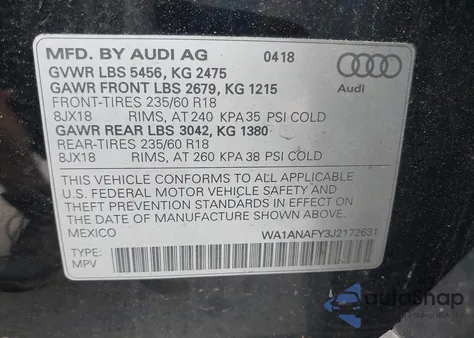 MFD. BY AUDI AG 0418
GVWR LBS 5456, KG 2475
GAWR FRONT LBS 2679, KG 1215
FRONT-TIRES 235/60 R18
8JX18 RIMS, AT 240 KPA 35 PSI COLD
GAWR REAR LBS 3042, KG 1380
REAR-TIRES 235/60 R18
8JX18 RIMS, AT 260 KPA 38 PSI COLD
Audi
THIS VEHICLE CONFORMS TO ALL APPLICABLE
U.S. FEDERAL MOTOR VEHICLE SAFETY AND
THEFT PREVENTION STANDARDS IN EFFECT ON
THE DATE OF MANUFACTURE SHOWN ABOVE.
MEXICO WA1ANAFY3J2172631
TYPE:
MPV
autoSnap